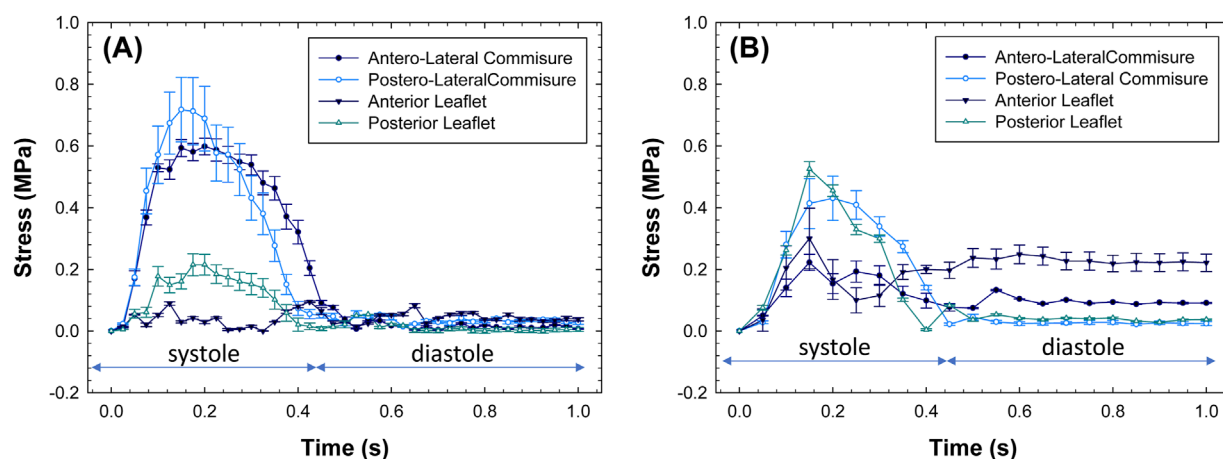 (A)
Antero-Lateral Commisure
Postero-LateralCommisure
Anterior Leaflet
Posterior Leaflet
Stress (MPa)
1.0
0.8
0.6
0.4
0.2
0.0
-0.2
systole
diastole
0.0 0.2 0.4 0.6 0.8 1.0
Time (s)
(B)
Antero-LateralCommisure
Postero-Lateral Commisure
Anterior Leaflet
Posterior Leaflet
Stress (MPa)
1.0
0.8
0.6
0.4
0.2
0.0
-0.2
systole
diastole
0.0 0.2 0.4 0.6 0.8 1.0
Time (s)